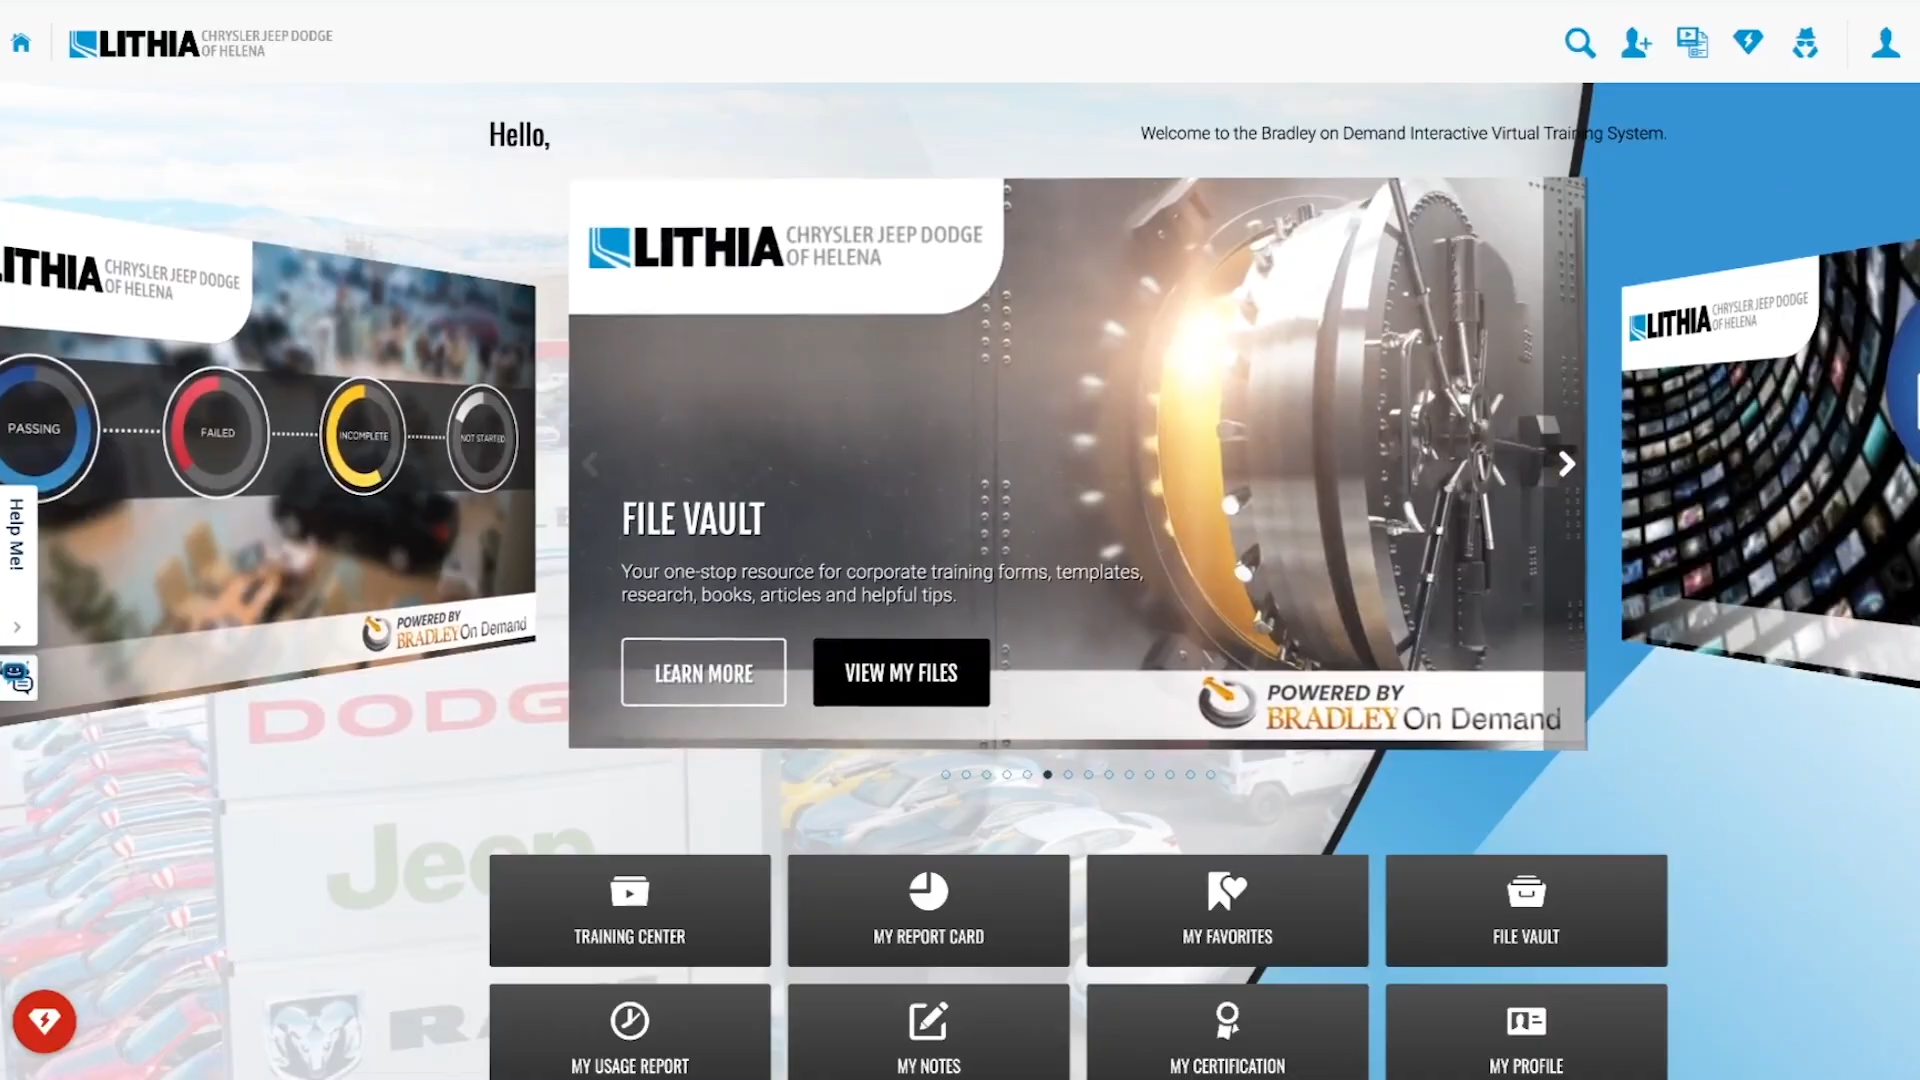 LITHIA CHRYSLER JEEP DODGE
OF HELENA
Hello,
Welcome to the Bradley on Demand Interactive Virtual Training System.
LITHIA CHRYSLER JEEP DODGE
OF HELENA
PASSING
FAILED
INCOMPLETE
NOT STARTED
POWERED BY
BRADLEY On Demand
LITHIA CHRYSLER JEEP DODGE
OF HELENA
FILE VAULT
Your one-stop resource for corporate training forms, templates,
research, books, articles and helpful tips.
LEARN MORE
VIEW MY FILES
POWERED BY
BRADLEY On Demand
LITHIA CHRYSLER JEEP DODGE
OF HELENA
Help Me!
DODG
Jeep
RA
TRAINING CENTER
MY REPORT CARD
MY FAVORITES
FILE VAULT
MY USAGE REPORT
MY NOTES
MY CERTIFICATION
MY PROFILE